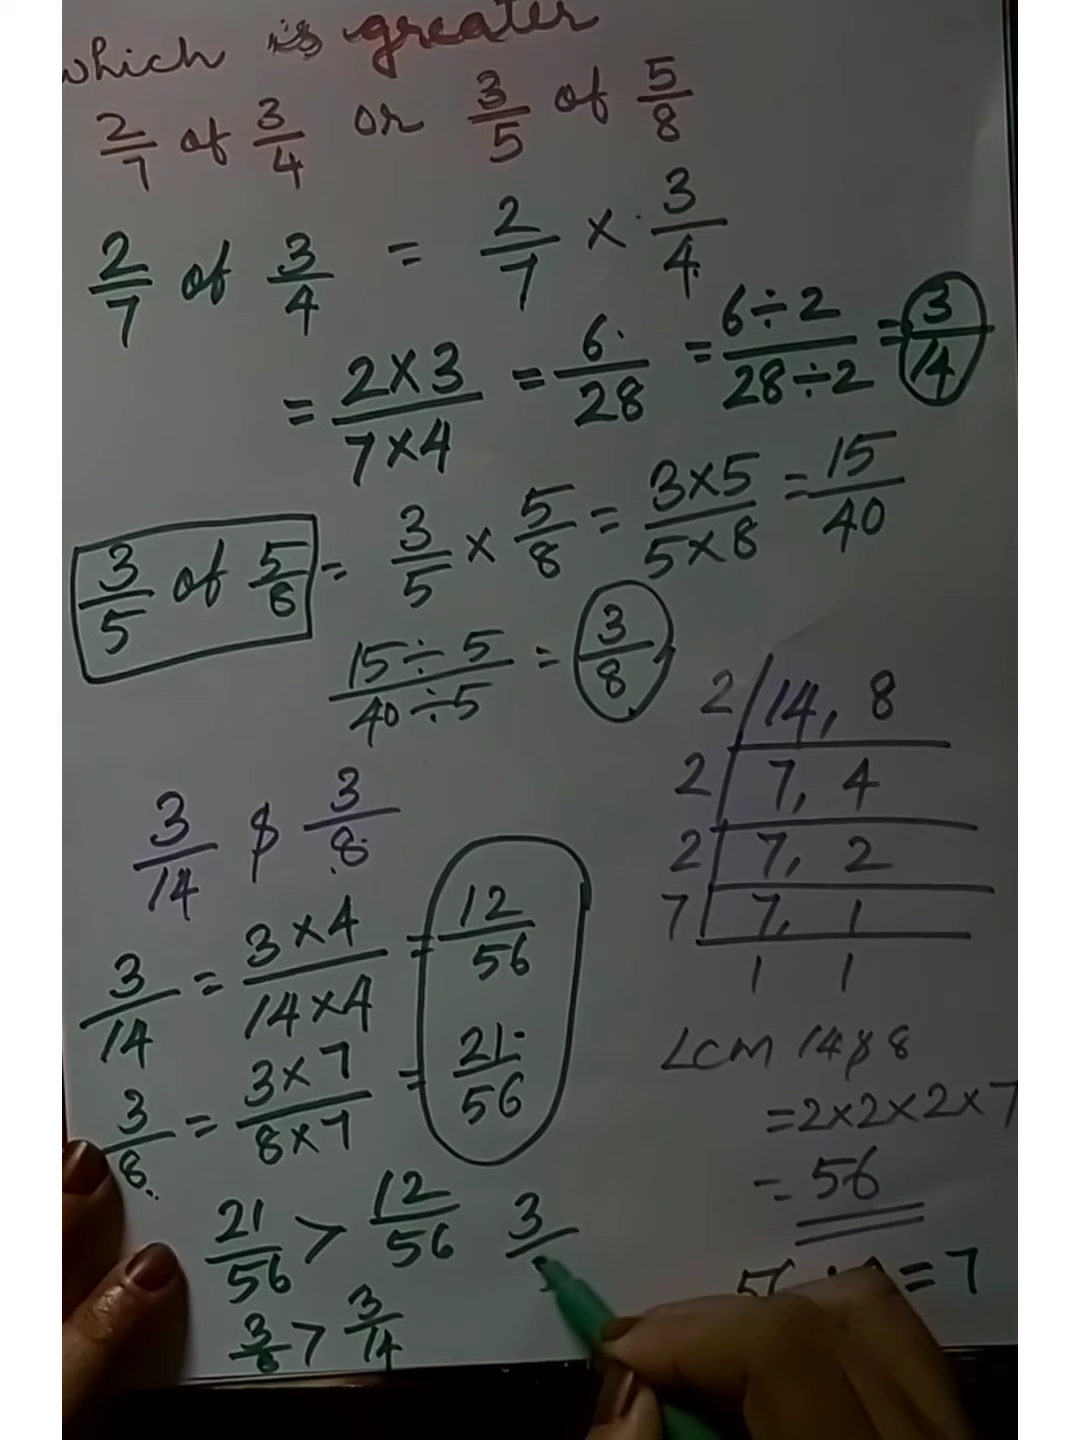 which is greater
2/7 of 3/4 or 3/5 of 5/8
2/7 of 3/4 = 2/7 × 3/4
= 2×3/7×4 = 6/28 = 6÷2/28÷2 = 3/14
3/5 of 5/8 = 3/5 × 5/8 = 3×5/5×8 = 15/40
15÷5/40÷5 = 3/8
3/14 & 3/8
3/14 = 3×4/14×4 = 12/56
3/8 = 3×7/8×7 = 21/56
21/56 > 12/56 3/
3/8 > 3/14
2 14, 8
2 7, 4
2 7, 2
7 7, 1
1 1
LCM 14 & 8
= 2×2×2×7
= 56
56 ÷ = 7